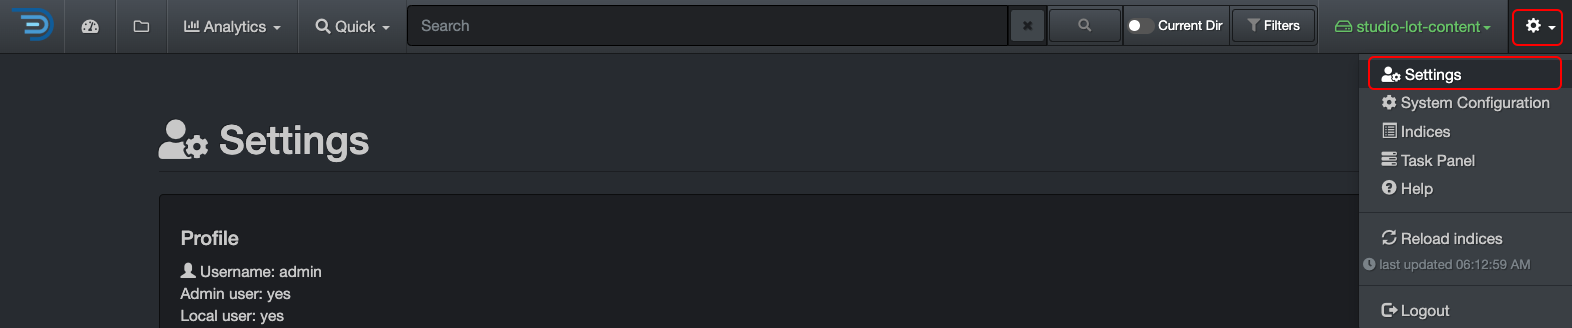 Analytics Quick Search Current Dir Filters studio-lot-content
Settings
System Configuration
Indices
Task Panel
Help
Reload indices
last updated 06:12:59 AM
Logout
Settings
Profile
Username: admin
Admin user: yes
Local user: yes